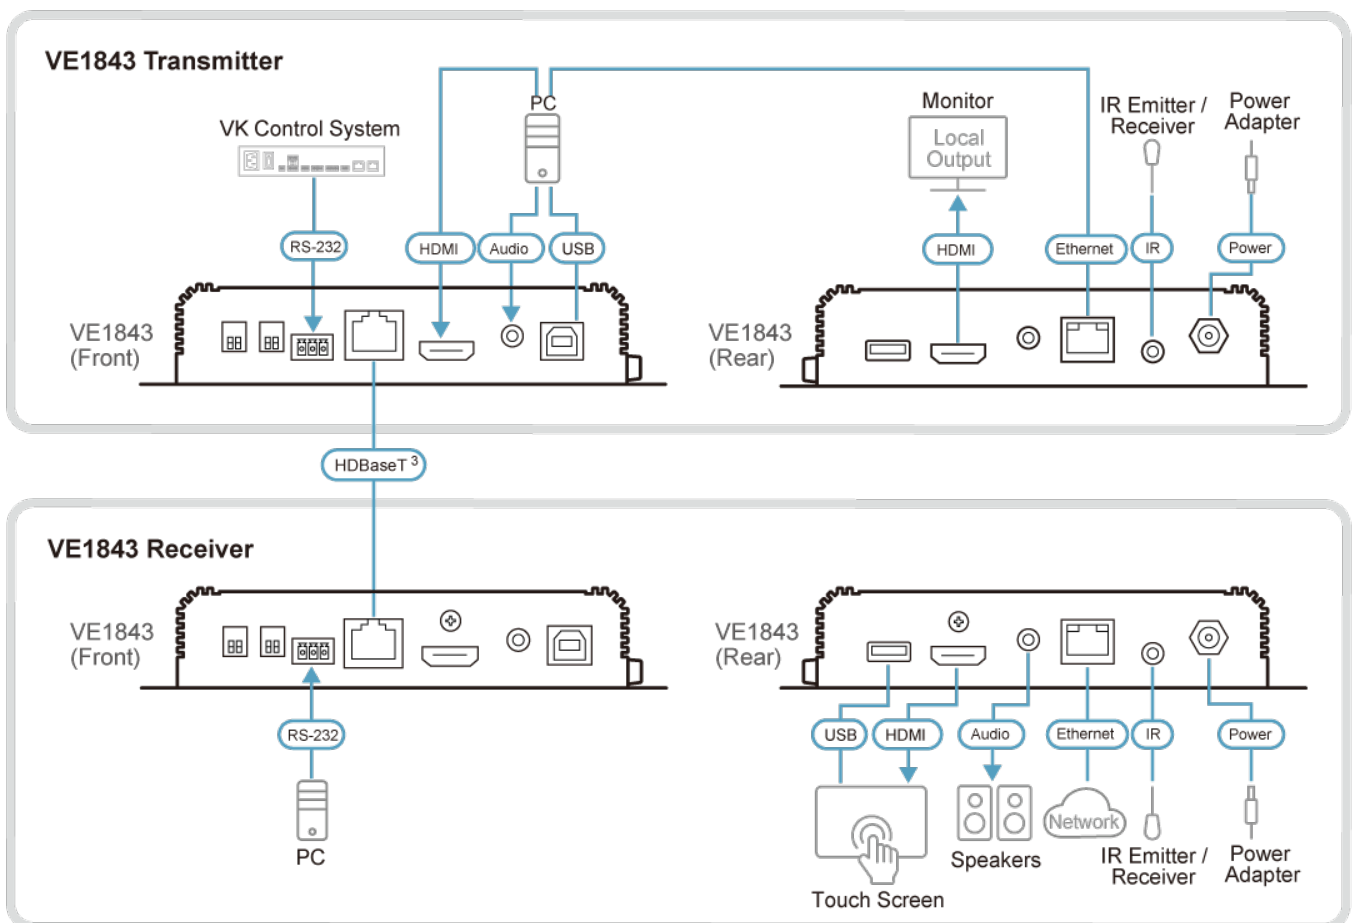 VE1843 Transmitter
VK Control System
PC
Monitor
Local
Output
IR Emitter /
Receiver
Power
Adapter
RS-232
HDMI
Audio
USB
HDMI
Ethernet
IR
Power
VE1843
(Front)
VE1843
(Rear)
HDBaseT 3
VE1843 Receiver
VE1843
(Front)
VE1843
(Rear)
RS-232
USB
HDMI
Audio
Ethernet
IR
Power
PC
Touch Screen
Speakers
Network
IR Emitter /
Receiver
Power
Adapter